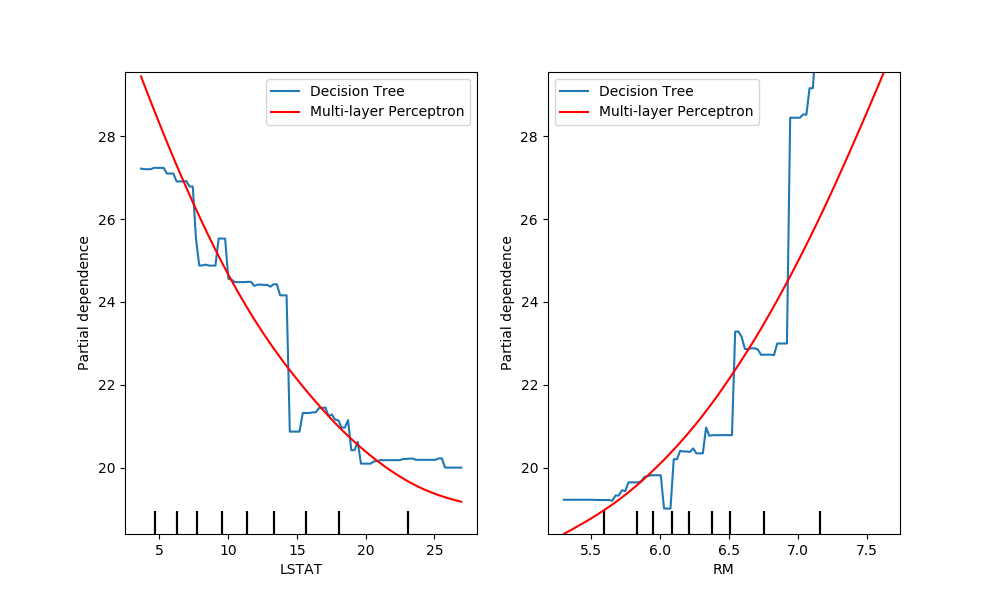 Decision Tree
Multi-layer Perceptron
28
26
24
22
20
Partial dependence
5
10
15
20
25
LSTAT
Decision Tree
Multi-layer Perceptron
28
26
24
22
20
Partial dependence
5.5
6.0
6.5
7.0
7.5
RM